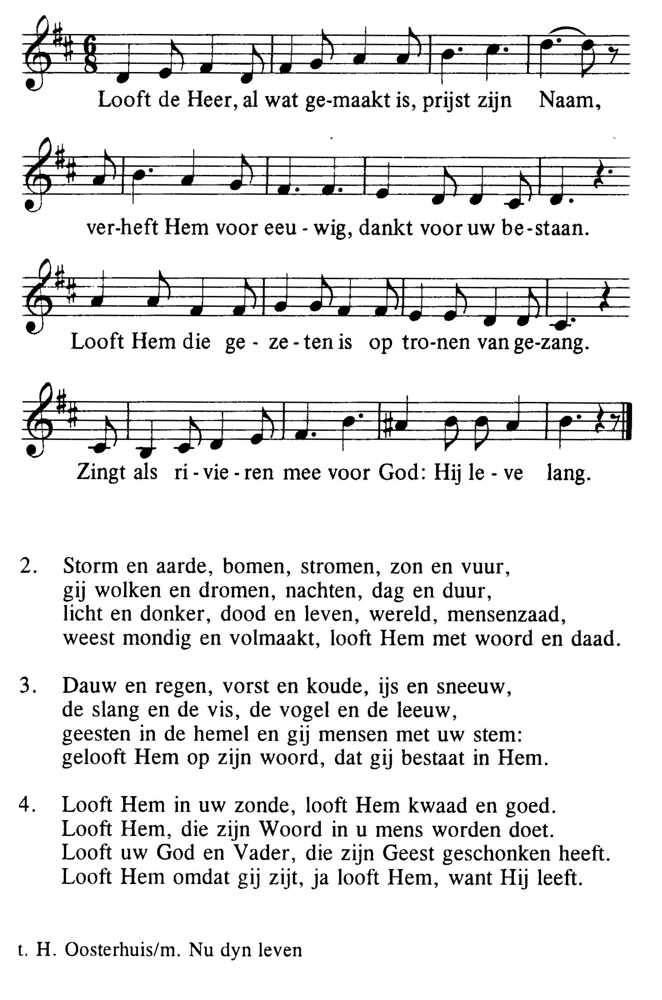 6
8
Looft de Heer, al wat ge-maakt is, prijst zijn Naam,
ver-heft Hem voor eeu - wig, dankt voor uw be-staan.
Looft Hem die ge - ze - ten is op tro-nen van ge-zang.
Zingt als ri - vie - ren mee voor God: Hij le - ve lang.
2. Storm en aarde, bomen, stromen, zon en vuur,
gij wolken en dromen, nachten, dag en duur,
licht en donker, dood en leven, wereld, mensenzaad,
weest mondig en volmaakt, looft Hem met woord en daad.
3. Dauw en regen, vorst en koude, ijs en sneeuw,
de slang en de vis, de vogel en de leeuw,
geesten in de hemel en gij mensen met uw stem:
gelooft Hem op zijn woord, dat gij bestaat in Hem.
4. Looft Hem in uw zonde, looft Hem kwaad en goed.
Looft Hem, die zijn Woord in u mens worden doet.
Looft uw God en Vader, die zijn Geest geschonken heeft.
Looft Hem omdat gij zijt, ja looft Hem, want Hij leeft.
t. H. Oosterhuis/m. Nu dyn leven